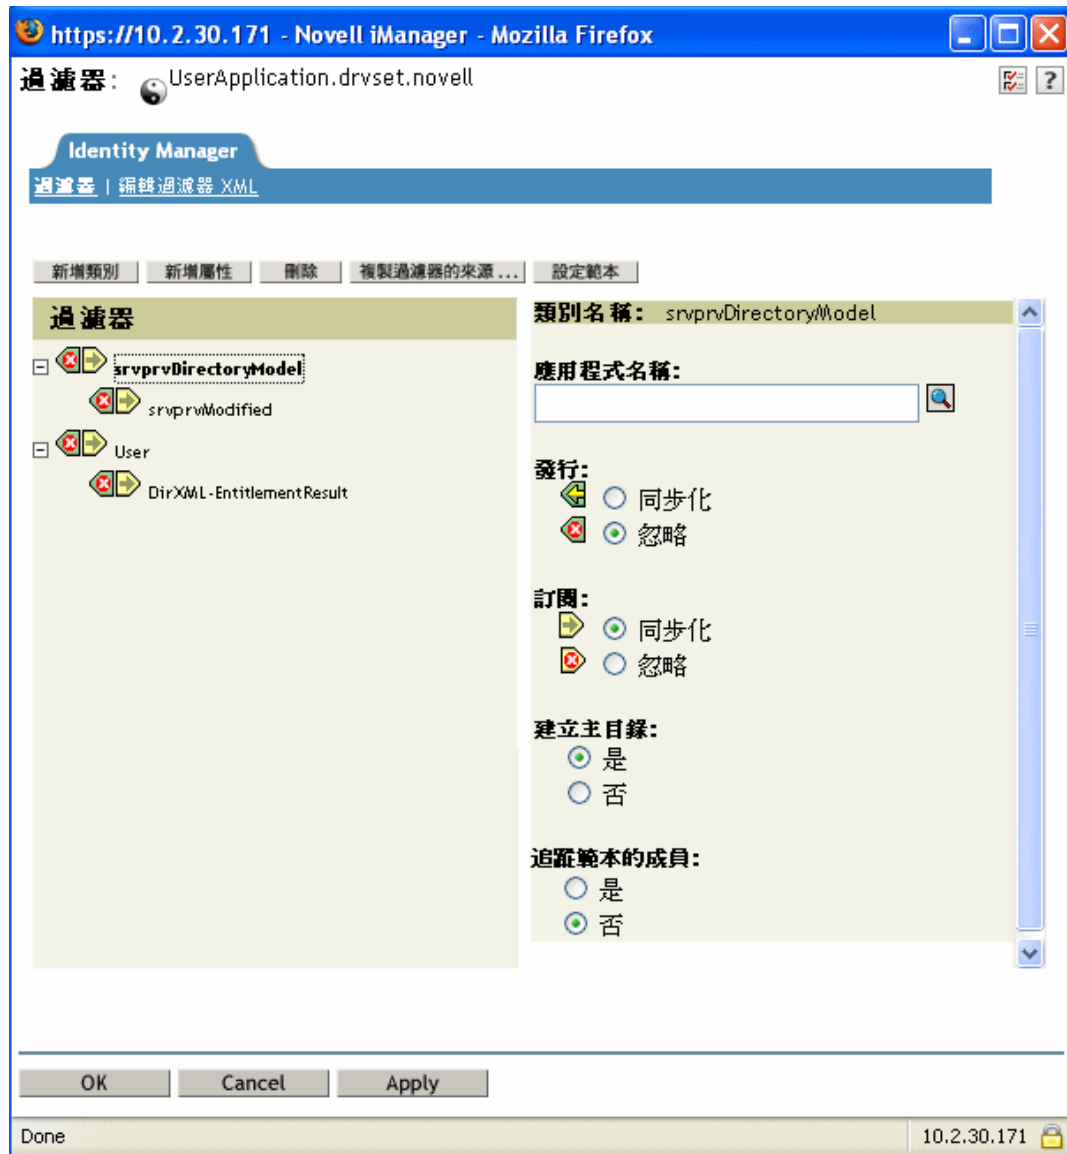 https://10.2.30.171 - Novell iManager - Mozilla Firefox
過濾器: UserApplication.drvset.novell
Identity Manager
過濾器 | 編輯過濾器 XML
新增類別 新增屬性 刪除 複製過濾器的來源... 設定範本
過濾器
srvprvDirectoryModel
srvprvModified
User
DirXML-EntitlementResult
類別名稱: srvprvDirectoryModel
應用程式名稱:
發行:
同步化
忽略
訂閱:
同步化
忽略
建立主目錄:
是
否
追蹤範本的成員:
是
否
OK Cancel Apply
Done 10.2.30.171